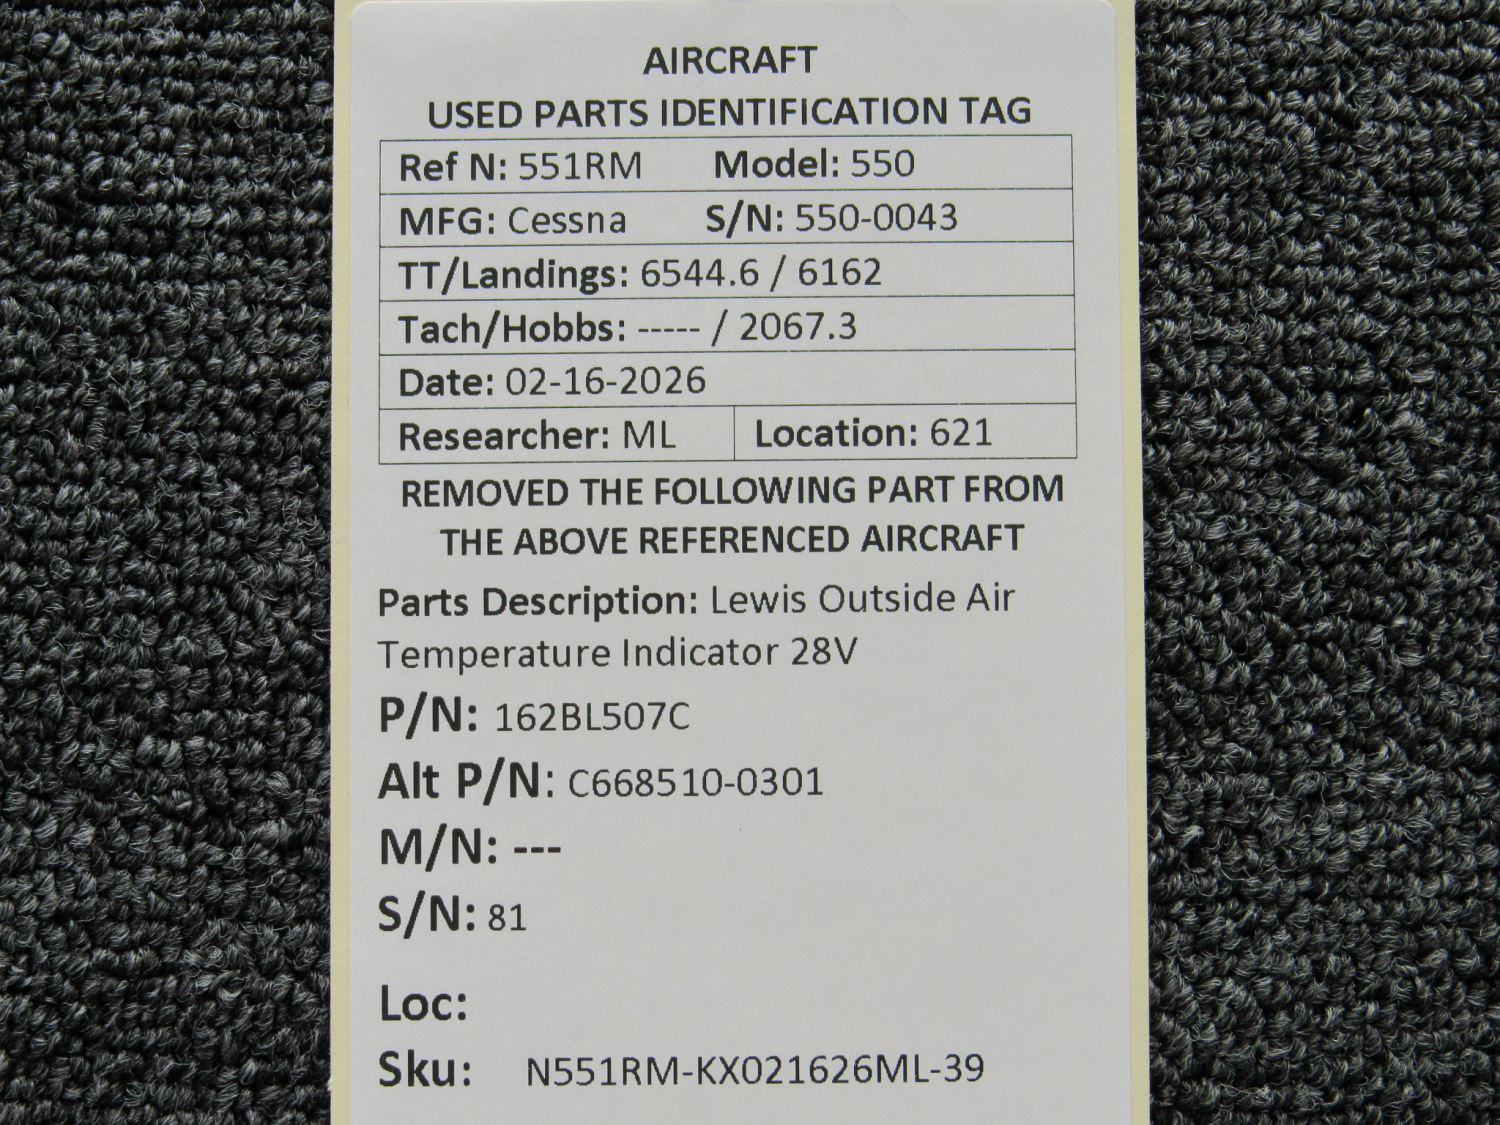 AIRCRAFT
USED PARTS IDENTIFICATION TAG
Ref N: 551RM Model: 550
MFG: Cessna S/N: 550-0043
TT/Landings: 6544.6 / 6162
Tach/Hobbs: ----- / 2067.3
Date: 02-16-2026
Researcher: ML Location: 621
REMOVED THE FOLLOWING PART FROM
THE ABOVE REFERENCED AIRCRAFT
Parts Description: Lewis Outside Air
Temperature Indicator 28V
P/N: 162BL507C
Alt P/N: C668510-0301
M/N: ---
S/N: 81
Loc:
Sku: N551RM-KX021626ML-39